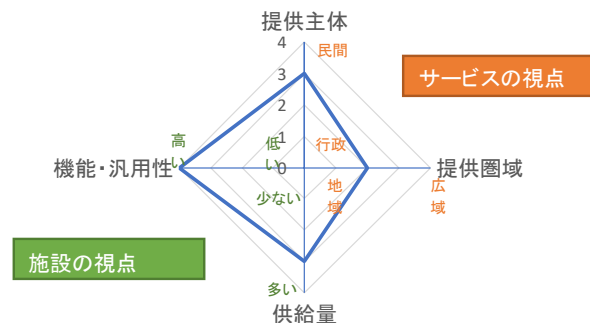 提供主体
4
民間
3
サービスの視点
2
高い
1
低い
行政
機能・汎用性
0
提供圏域
少ない
地域
広域
施設の視点
多い
供給量